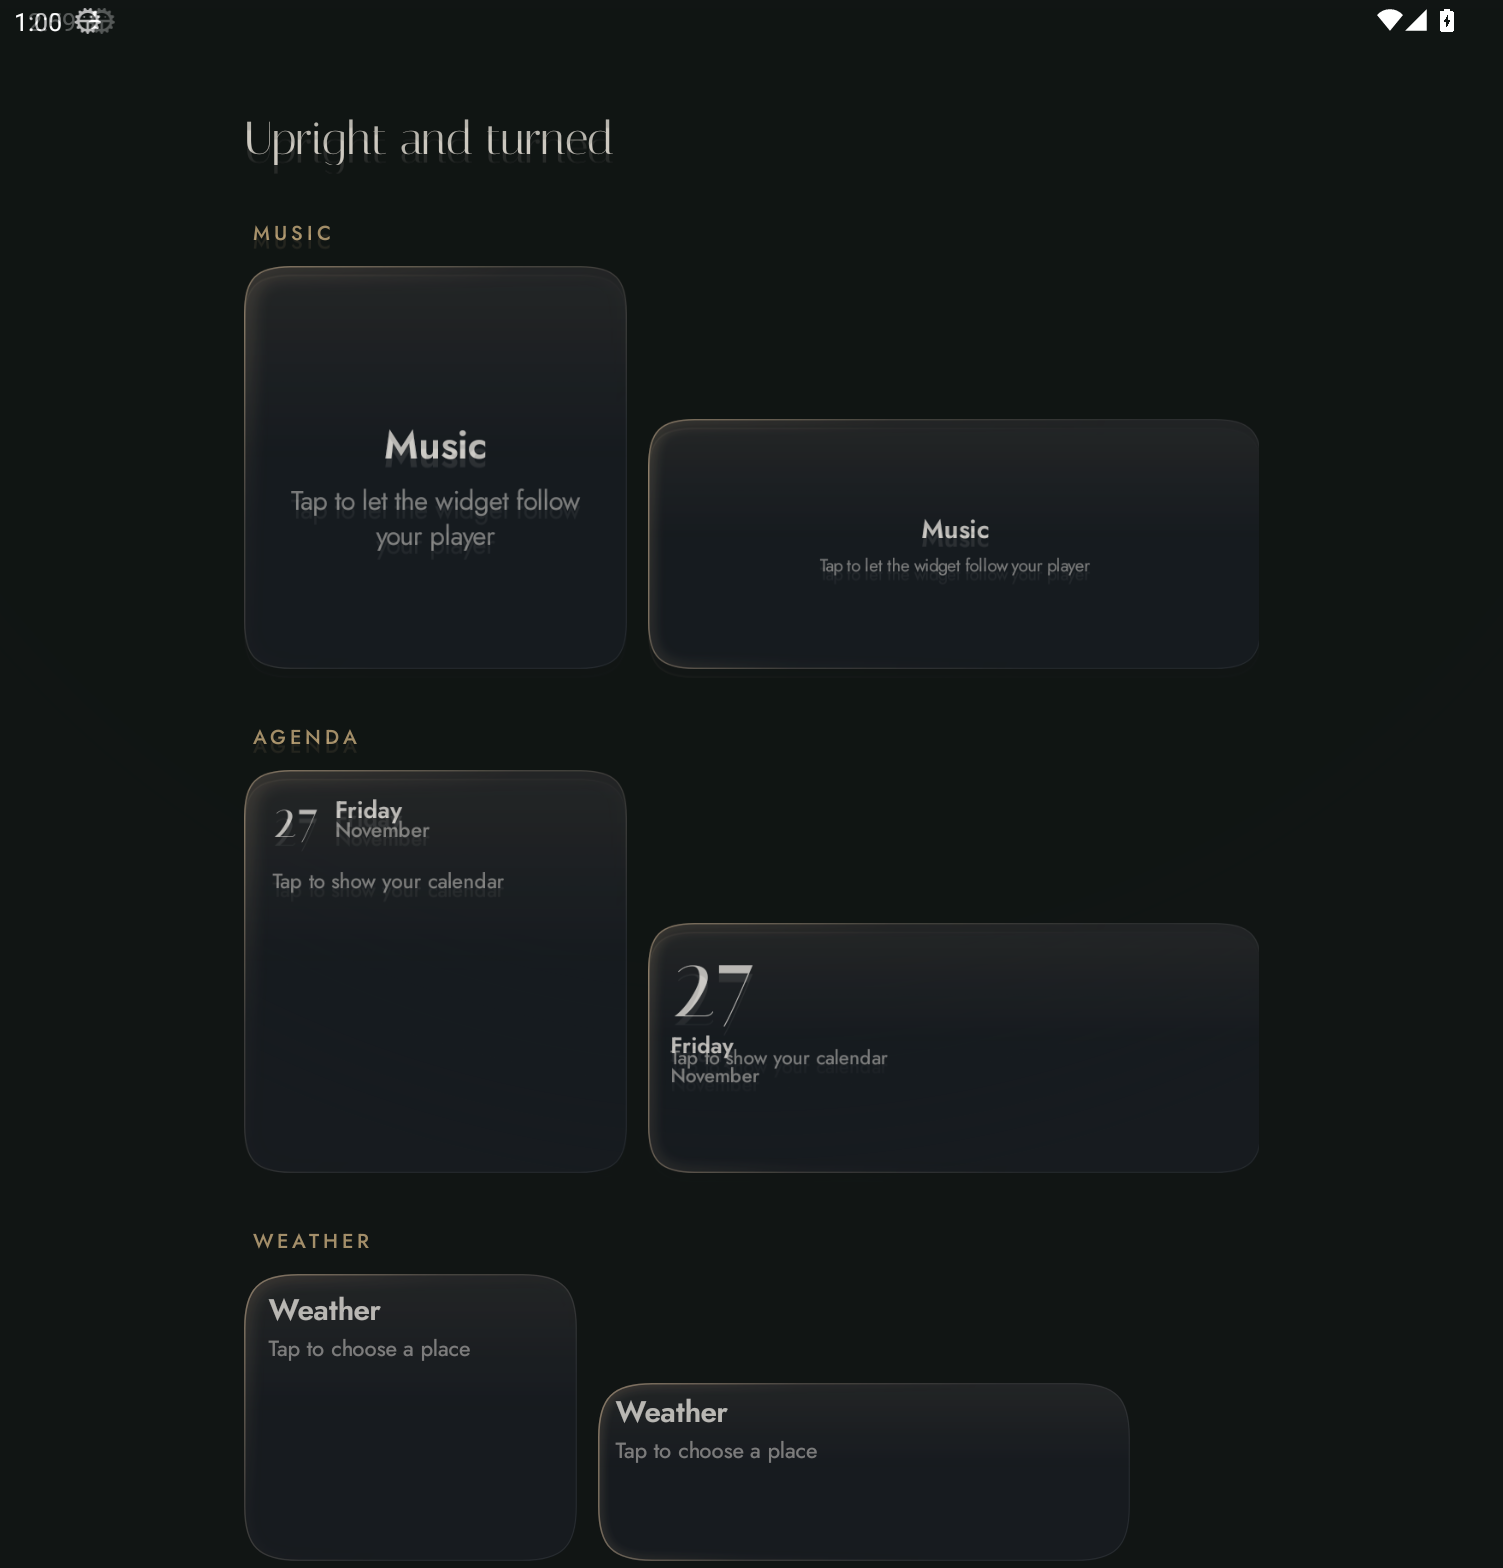 1:00
Upright and turned
MUSIC
Music
Tap to let the widget follow
your player
Music
Tap to let the widget follow your player
AGENDA
27
Friday
November
Tap to show your calendar
27
Friday
Tap to show your calendar
November
WEATHER
Weather
Tap to choose a place
Weather
Tap to choose a place